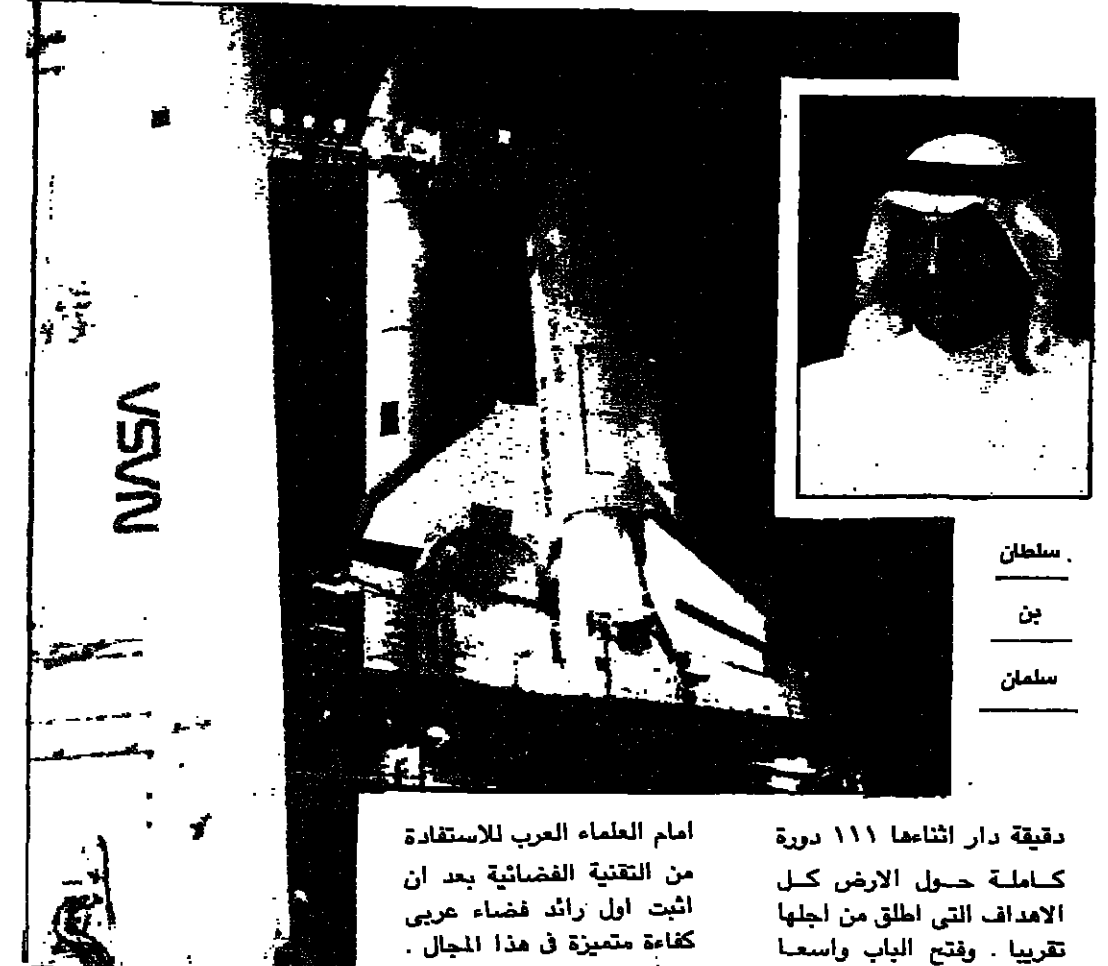 NASA
سلطان
بن
سلمان
دقيقة دار اثناءها ١١١ دورة
كاملة حول الارض كل
الاهداف التي اطلق من اجلها
تقريبا . وفتح الباب واسعا
امام العلماء العرب للاستفادة
من التقنية الفضائية بعد ان
اثبت اول رائد فضاء عربى
كفاءة متميزة فى هذا المجال .